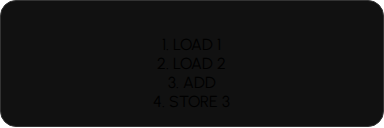 1. LOAD 1
2. LOAD 2
3. ADD
4. STORE 3